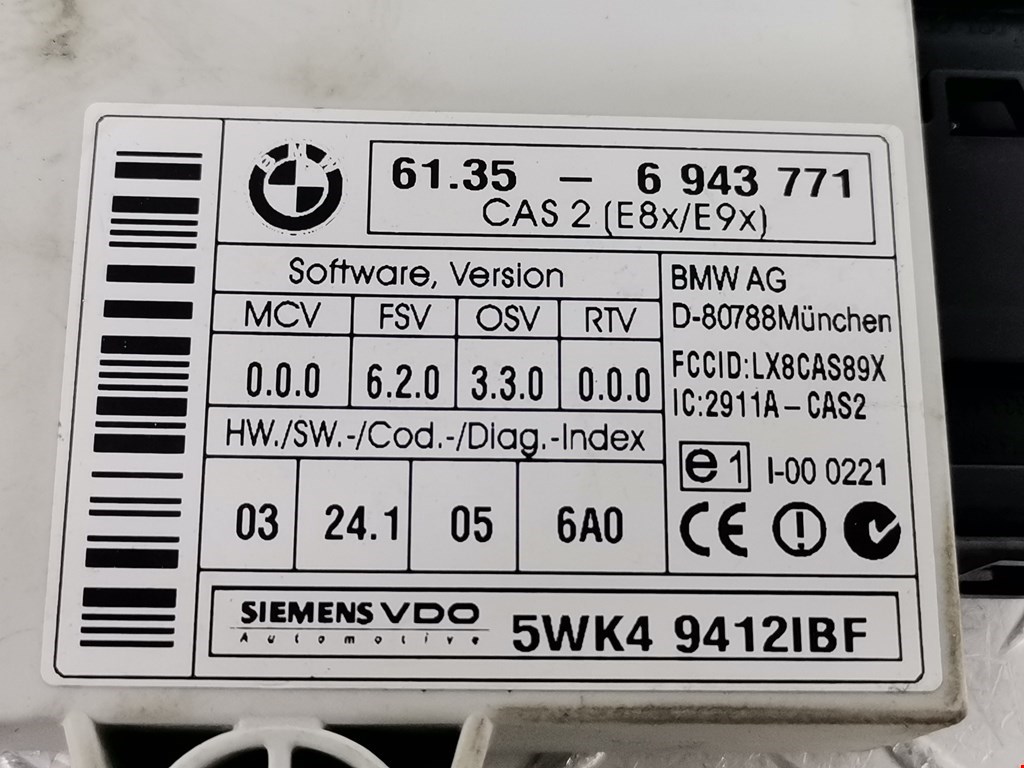 BMW
61.35 – 6 943 771
CAS 2 (E8x/E9x)
Software, Version
MCV FSV OSV RTV
0.0.0 6.2.0 3.3.0 0.0.0
HW./SW.-/Cod.-/Diag.-Index
03 24.1 05 6A0
BMW AG
D-80788München
FCCID:LX8CAS89X
IC:2911A–CAS2
e1 I-00 0221
CE
SIEMENS VDO
Automotive
5WK4 9412IBF